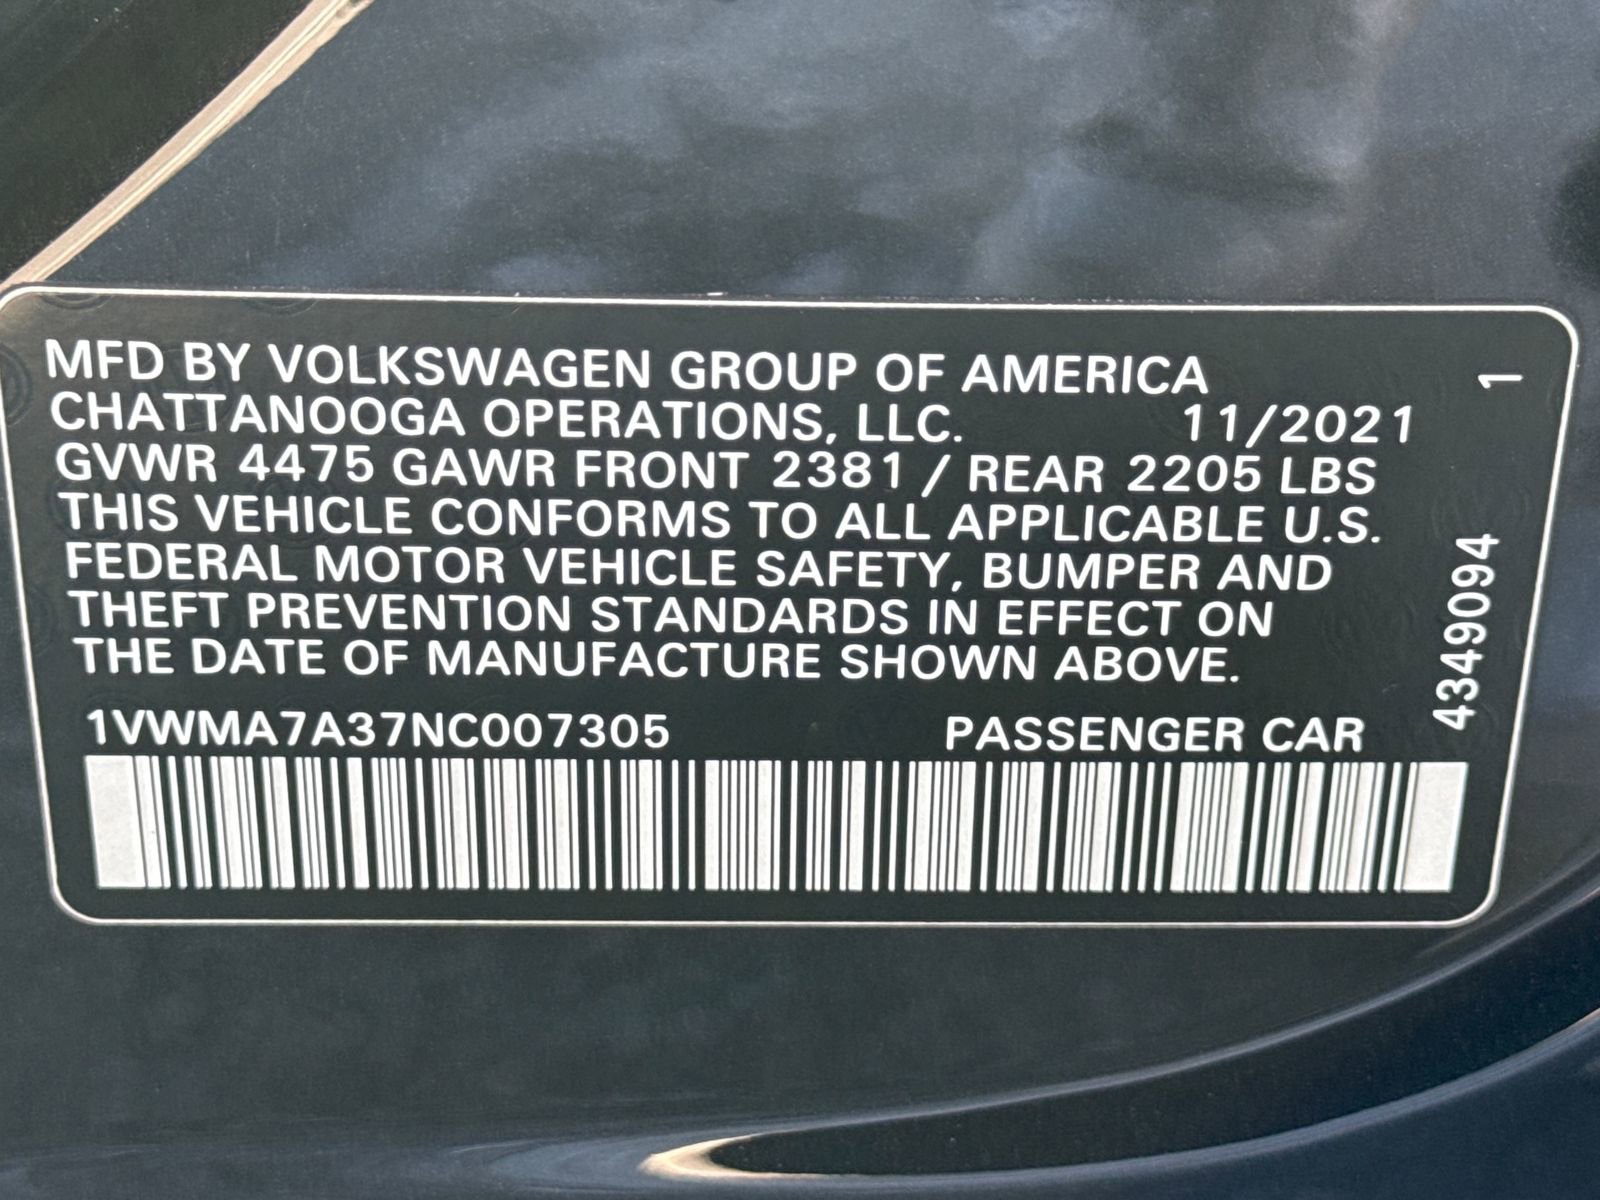 MFD BY VOLKSWAGEN GROUP OF AMERICA
CHATTANOOGA OPERATIONS, LLC. 11/2021
GVWR 4475 GAWR FRONT 2381 / REAR 2205 LBS
THIS VEHICLE CONFORMS TO ALL APPLICABLE U.S.
FEDERAL MOTOR VEHICLE SAFETY, BUMPER AND
THEFT PREVENTION STANDARDS IN EFFECT ON
THE DATE OF MANUFACTURE SHOWN ABOVE.
1VWMA7A37NC007305 PASSENGER CAR
4349094 1